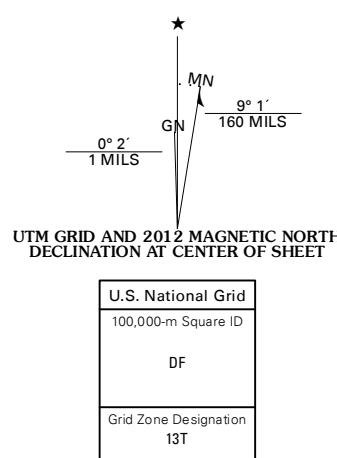 ★
MN
GN
9° 1´
160 MILS
0° 2´
1 MILS
UTM GRID AND 2012 MAGNETIC NORTH
DECLINATION AT CENTER OF SHEET
U.S. National Grid
100,000-m Square ID
DF
Grid Zone Designation
13T